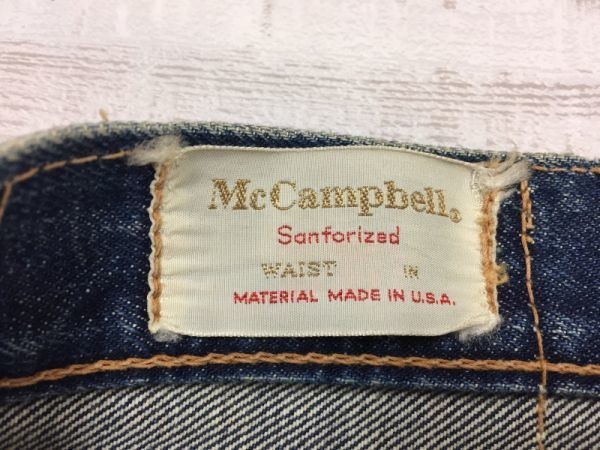 McCampbell®
Sanforized
WAIST IN
MATERIAL MADE IN U.S.A.